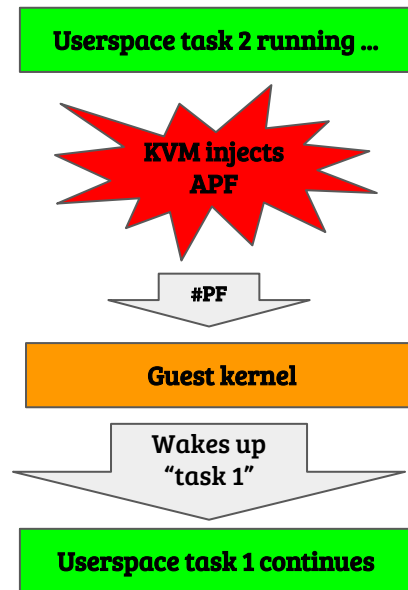 Userspace task 2 running ...
KVM injects
APF
#PF
Guest kernel
Wakes up
“task 1”
Userspace task 1 continues